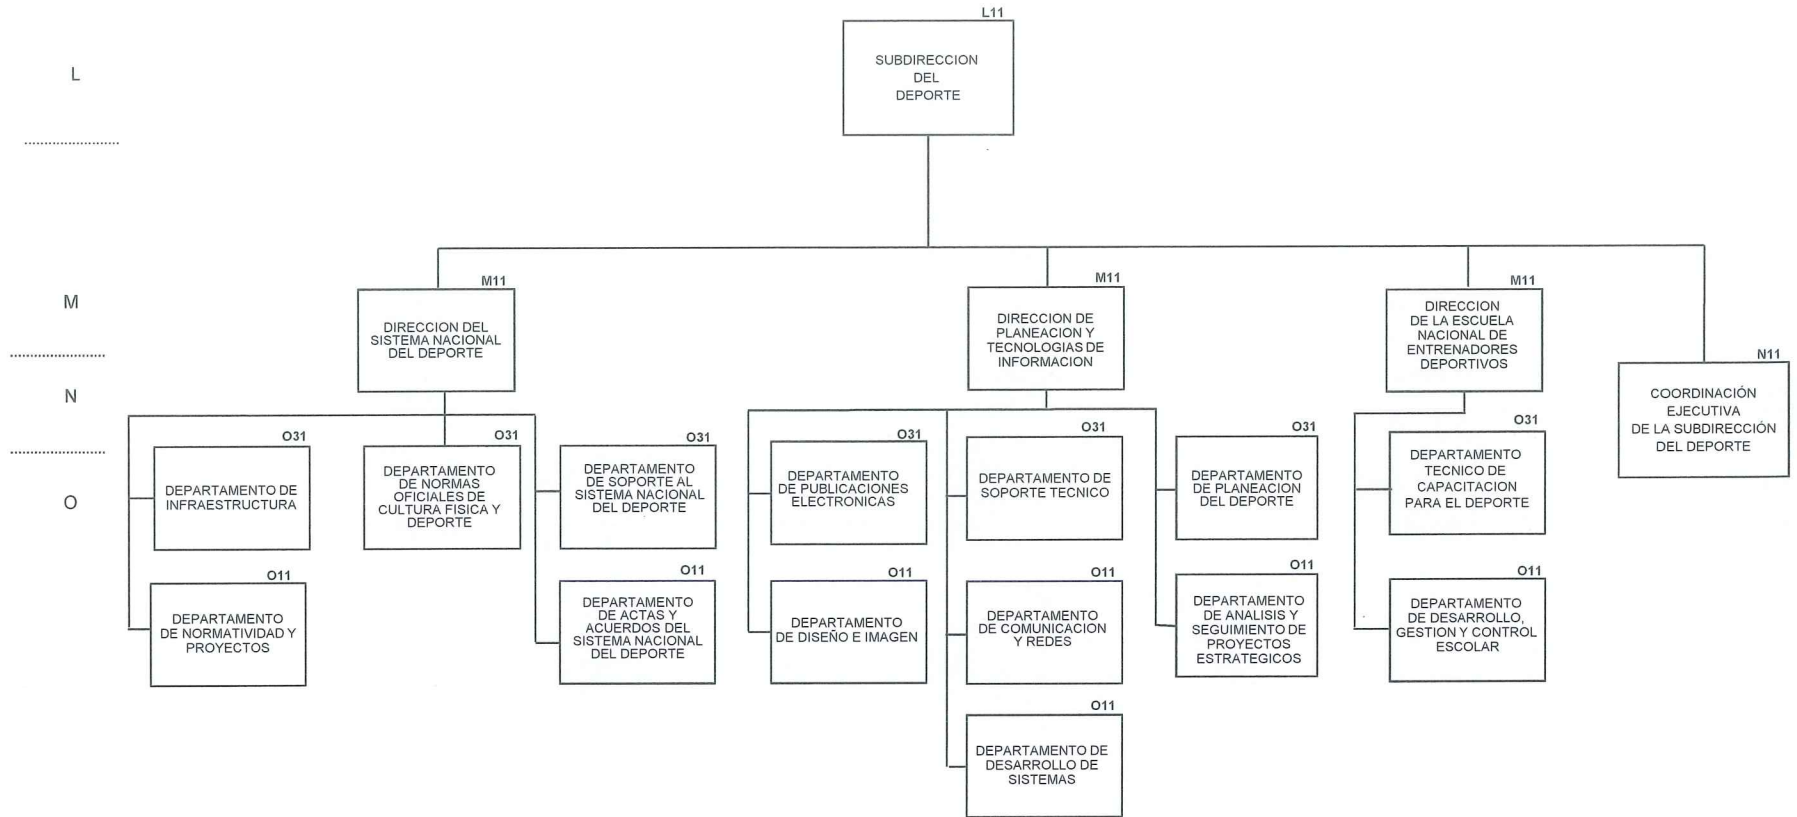 L11
L
SUBDIRECCION
DEL
DEPORTE
M
M11
DIRECCION DEL
SISTEMA NACIONAL
DEL DEPORTE
M11
DIRECCION DE
PLANEACION Y
TECNOLOGIAS DE
INFORMACION
M11
DIRECCION
DE LA ESCUELA
NACIONAL DE
ENTRENADORES
DEPORTIVOS
N11
COORDINACIÓN
EJECUTIVA
DE LA SUBDIRECCIÓN
DEL DEPORTE
N
O
O31
DEPARTAMENTO DE
INFRAESTRUCTURA
O31
DEPARTAMENTO
DE NORMAS
OFICIALES DE
CULTURA FISICA Y
DEPORTE
O31
DEPARTAMENTO
DE SOPORTE AL
SISTEMA NACIONAL
DEL DEPORTE
O31
DEPARTAMENTO
DE PUBLICACIONES
ELECTRONICAS
O31
DEPARTAMENTO DE
SOPORTE TECNICO
O31
DEPARTAMENTO
DE PLANEACION
DEL DEPORTE
O31
DEPARTAMENTO
TECNICO DE
CAPACITACION
PARA EL DEPORTE
O11
DEPARTAMENTO
DE NORMATIVIDAD Y
PROYECTOS
O11
DEPARTAMENTO
DE ACTAS Y
ACUERDOS DEL
SISTEMA NACIONAL
DEL DEPORTE
O11
DEPARTAMENTO
DE DISEÑO E IMAGEN
O11
DEPARTAMENTO
DE COMUNICACION
Y REDES
O11
DEPARTAMENTO
DE ANALISIS Y
SEGUIMIENTO DE
PROYECTOS
ESTRATEGICOS
O11
DEPARTAMENTO
DE DESARROLLO,
GESTION Y CONTROL
ESCOLAR
O11
DEPARTAMENTO DE
DESARROLLO DE
SISTEMAS